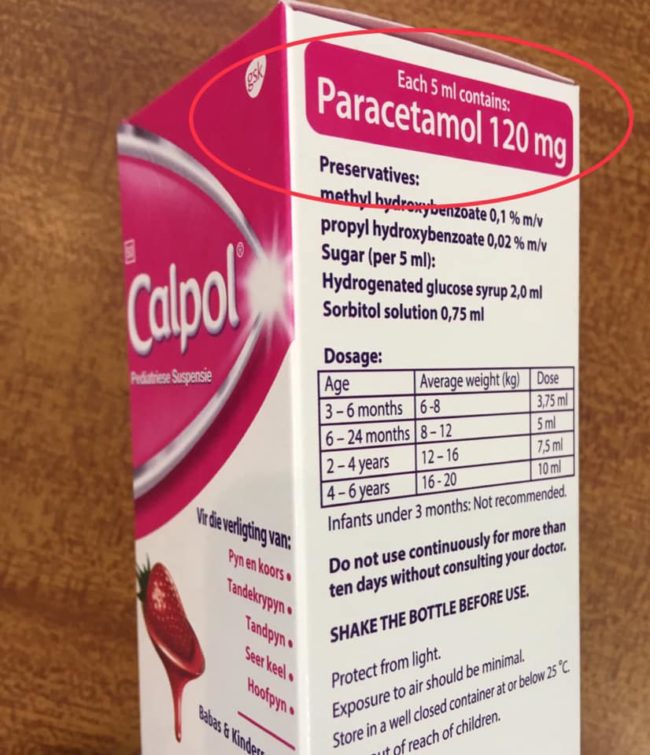 gsk
Calpol®
Pediatriese Suspensie
Vir die verligting van:
Pyn en koors •
Tandekrypyn •
Tandpyn •
Seer keel •
Hoofpyn •
Babas &
Each 5 ml contains:
Paracetamol 120 mg
Preservatives:
methyl hydroxybenzoate 0,1 % m/v
propyl hydroxybenzoate 0,02 % m/v
Sugar (per 5 ml):
Hydrogenated glucose syrup 2,0 ml
Sorbitol solution 0,75 ml
Dosage:
Age Average weight (kg) Dose
3 – 6 months 6 -8 3,75 ml
6 – 24 months 8 – 12 5 ml
2 – 4 years 12 – 16 7,5 ml
4 – 6 years 16 - 20 10 ml
Infants under 3 months: Not recommended.
Do not use continuously for more than
ten days without consulting your doctor.
SHAKE THE BOTTLE BEFORE USE.
Protect from light.
Exposure to air should be minimal.
Store in a well closed container at or below 25 °C.
of reach of children.